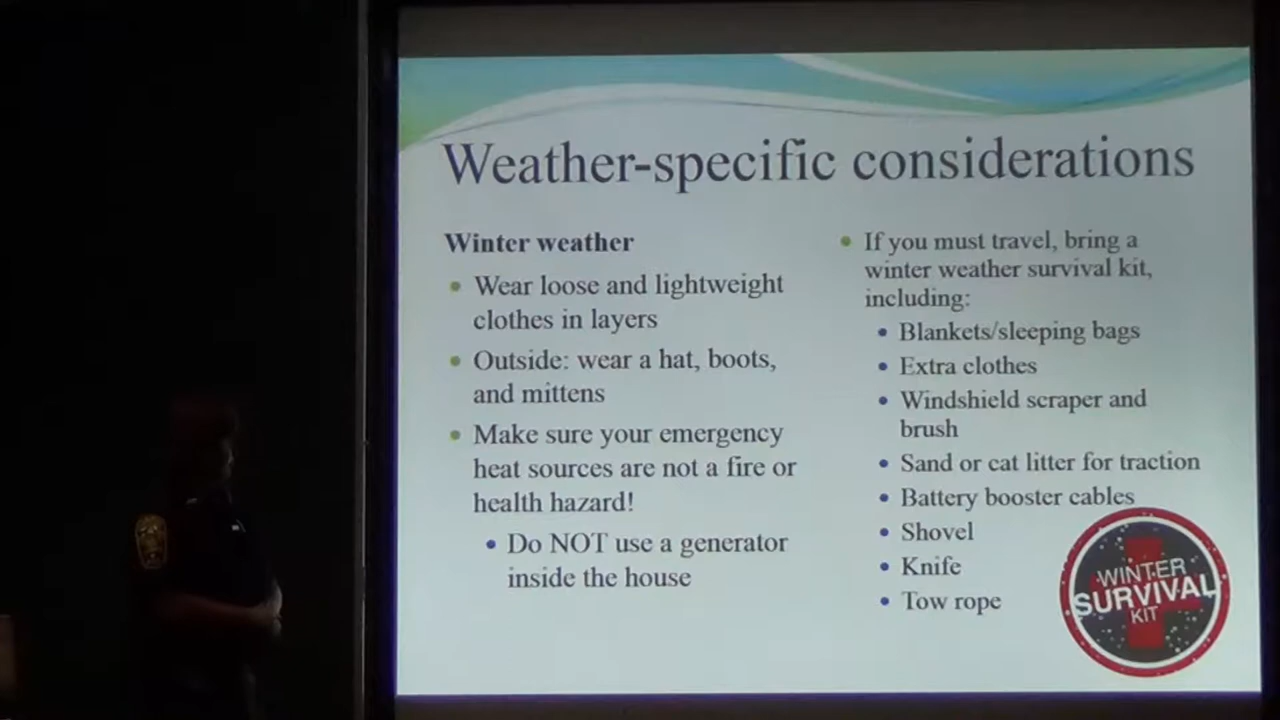 Weather-specific considerations
Winter weather
Wear loose and lightweight
clothes in layers
Outside: wear a hat, boots,
and mittens
Make sure your emergency
heat sources are not a fire or
health hazard!
Do NOT use a generator
inside the house
If you must travel, bring a
winter weather survival kit,
including:
Blankets/sleeping bags
Extra clothes
Windshield scraper and
brush
Sand or cat litter for traction
Battery booster cables
Shovel
Knife
Tow rope
WINTER
SURVIVAL
KIT